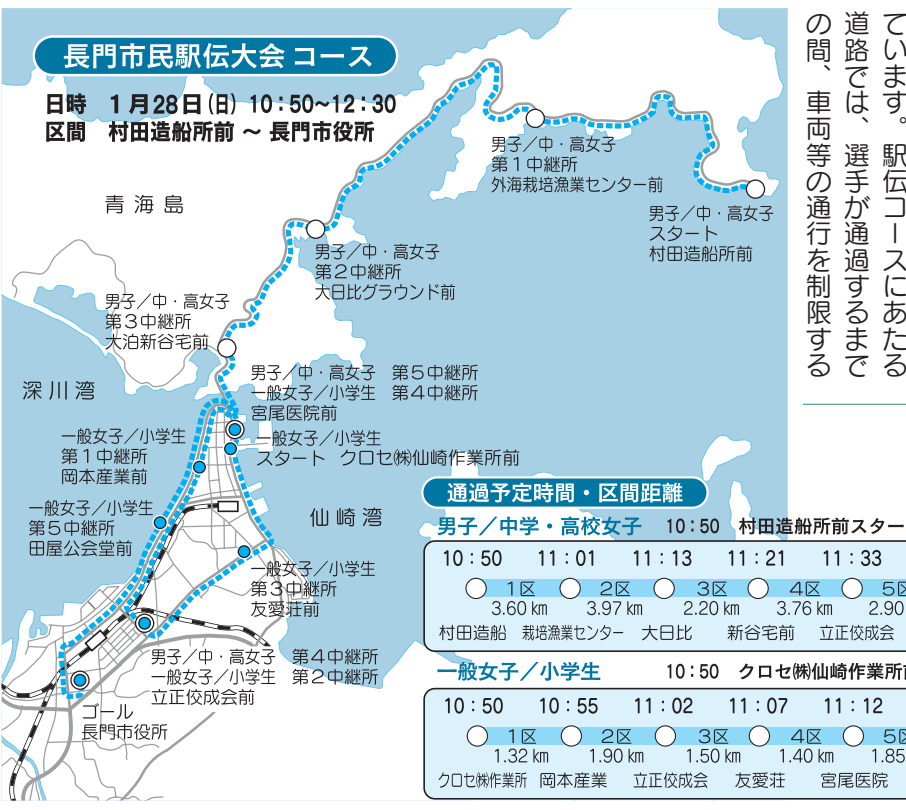 ています。駅伝コースにあたる
道路では、選手が通過するまで
の間、車両等の通行を制限する
長門市民駅伝大会 コース
日時 1月28日(日) 10:50~12:30
区間 村田造船所前 ~ 長門市役所
青海島
男子/中・高女子
第1中継所
外海栽培漁業センター前
男子/中・高女子
スタート
村田造船所前
男子/中・高女子
第2中継所
大日比グラウンド前
男子/中・高女子
第3中継所
大泊新谷宅前
深川湾
男子/中・高女子 第5中継所
一般女子/小学生 第4中継所
宮尾医院前
一般女子/小学生
スタート クロセ㈱仙崎作業所前
一般女子/小学生
第1中継所
岡本産業前
一般女子/小学生
第5中継所
田屋公会堂前
仙崎湾
一般女子/小学生
第3中継所
友愛荘前
男子/中・高女子 第4中継所
一般女子/小学生 第2中継所
立正佼成会前
ゴール
長門市役所
通過予定時間・区間距離
男子/中学・高校女子 10:50 村田造船所前スター
10:50 11:01 11:13 11:21 11:33
1区 2区 3区 4区 5区
3.60 km 3.97 km 2.20 km 3.76 km 2.90
村田造船 栽培漁業センター 大日比 新谷宅前 立正佼成会
一般女子/小学生 10:50 クロセ㈱仙崎作業所前
10:50 10:55 11:02 11:07 11:12
1区 2区 3区 4区 5区
1.32 km 1.90 km 1.50 km 1.40 km 1.85
クロセ㈱作業所 岡本産業 立正佼成会 友愛荘 宮尾医院